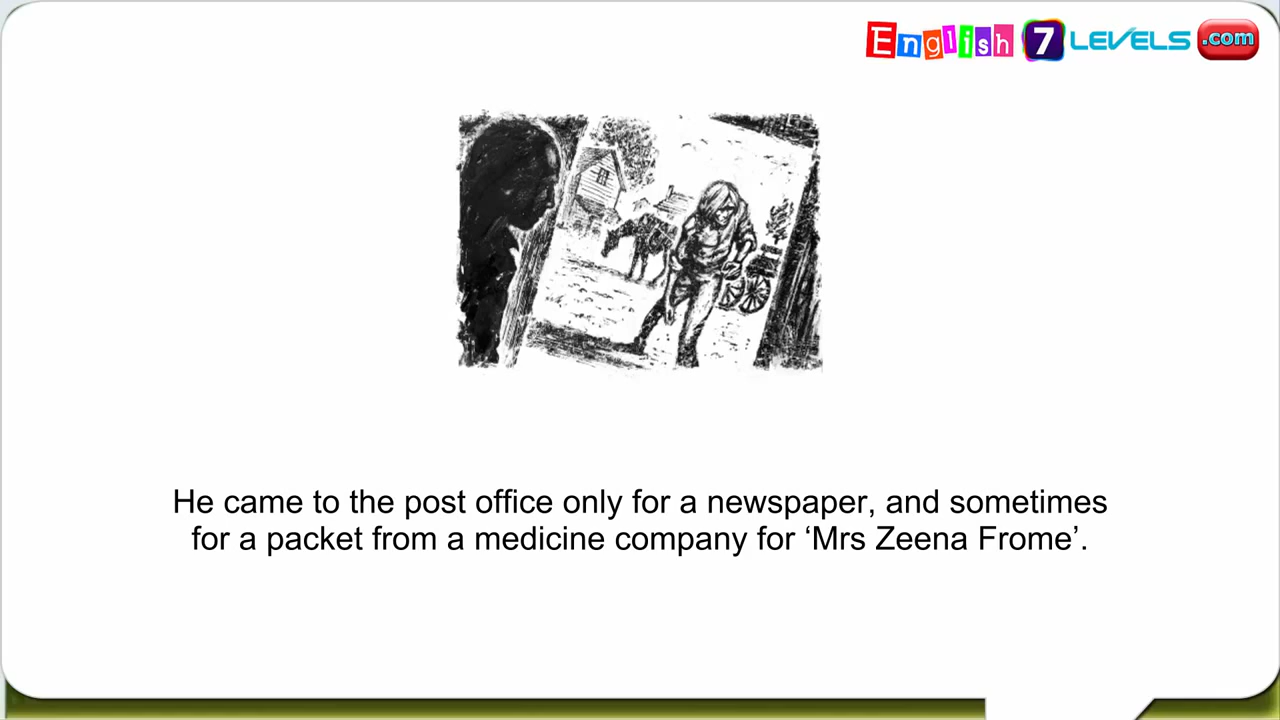 English 7 LEVELS .com
He came to the post office only for a newspaper, and sometimes
for a packet from a medicine company for ‘Mrs Zeena Frome’.